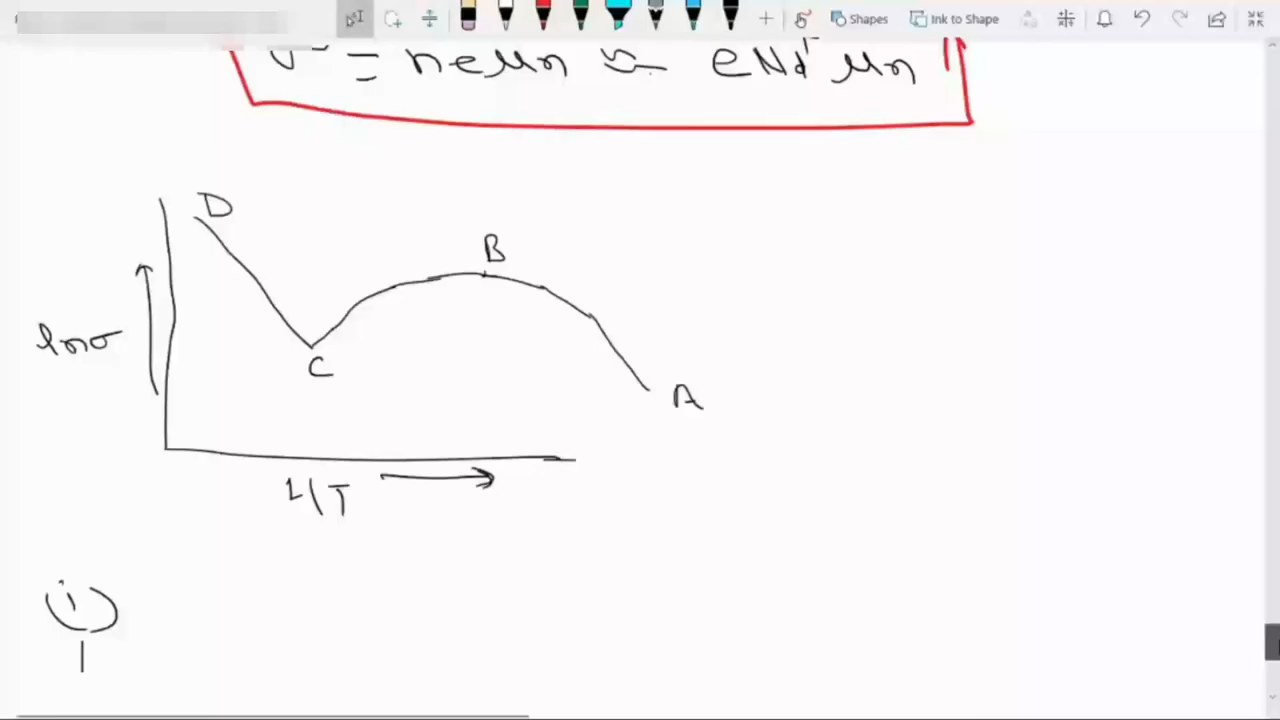 Shapes Ink to Shape
σ = neμn ≈ eNd⁺ μn
D
B
lnσ
C
A
1/T
(i)